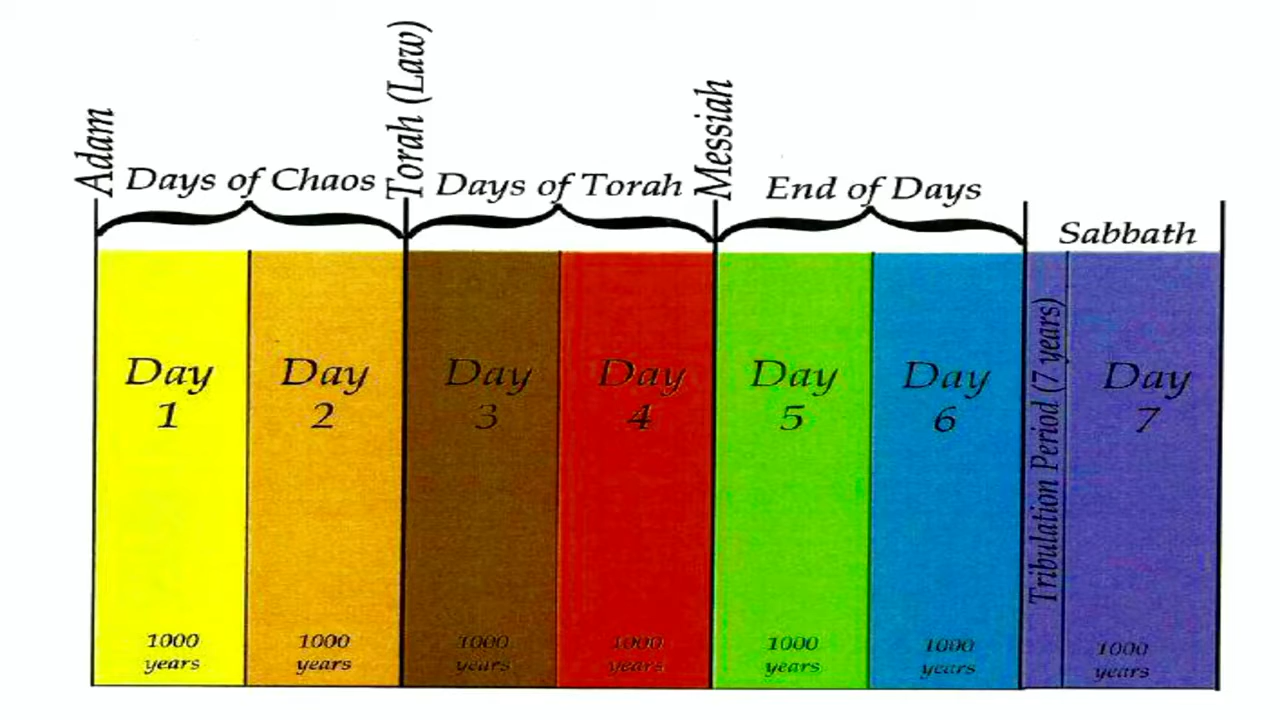 Adam
Torah (Law)
Messiah
Days of Chaos
Days of Torah
End of Days
Sabbath
Day
1
Day
2
Day
3
Day
4
Day
5
Day
6
Tribulation Period (7 years)
Day
7
1000
years
1000
years
1000
years
1000
years
1000
years
1000
years
1000
years